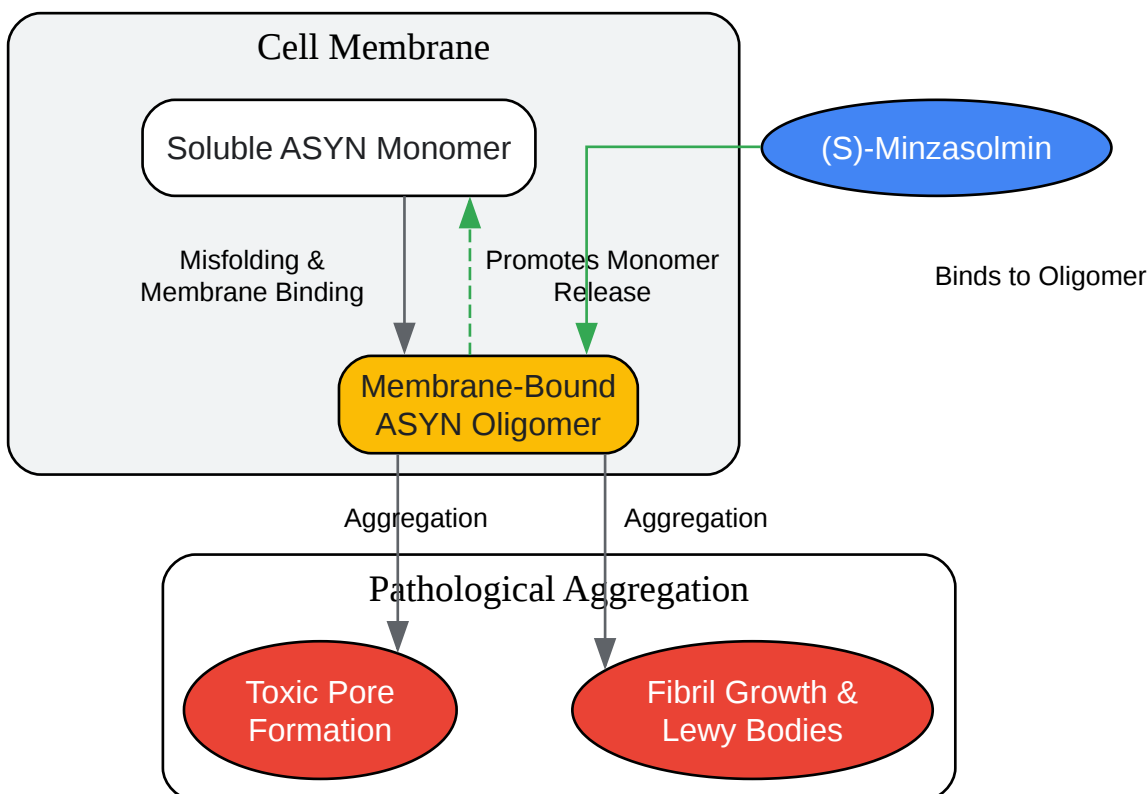 Cell Membrane
Soluble ASYN Monomer
(S)-Minzasolmin
Misfolding &
Membrane Binding
Promotes Monomer
Release
Binds to Oligomer
Membrane-Bound
ASYN Oligomer
Aggregation
Aggregation
Pathological Aggregation
Toxic Pore
Formation
Fibril Growth &
Lewy Bodies